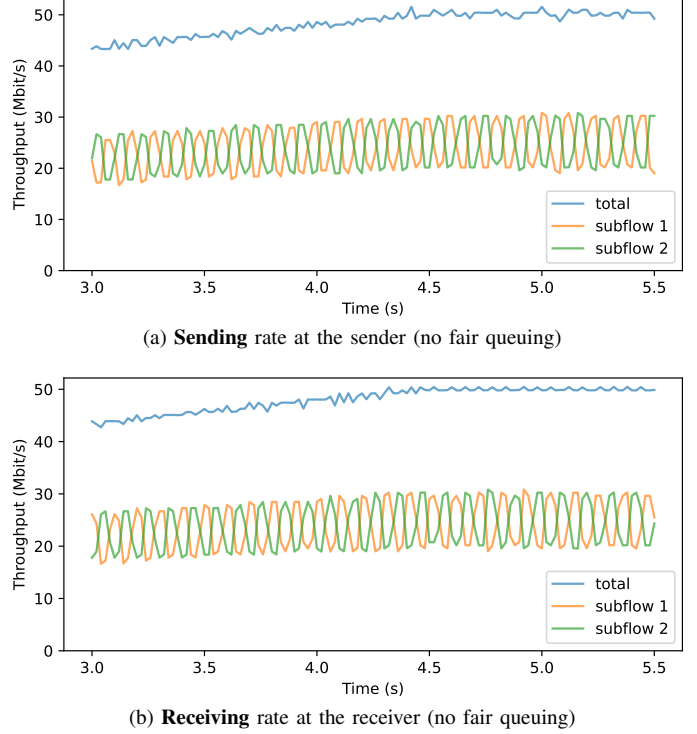 50
40
30
20
10
0
Throughput (Mbit/s)
total
subflow 1
subflow 2
3.0 3.5 4.0 4.5 5.0 5.5
Time (s)
(a) Sending rate at the sender (no fair queuing)
50
40
30
20
10
0
Throughput (Mbit/s)
total
subflow 1
subflow 2
3.0 3.5 4.0 4.5 5.0 5.5
Time (s)
(b) Receiving rate at the receiver (no fair queuing)